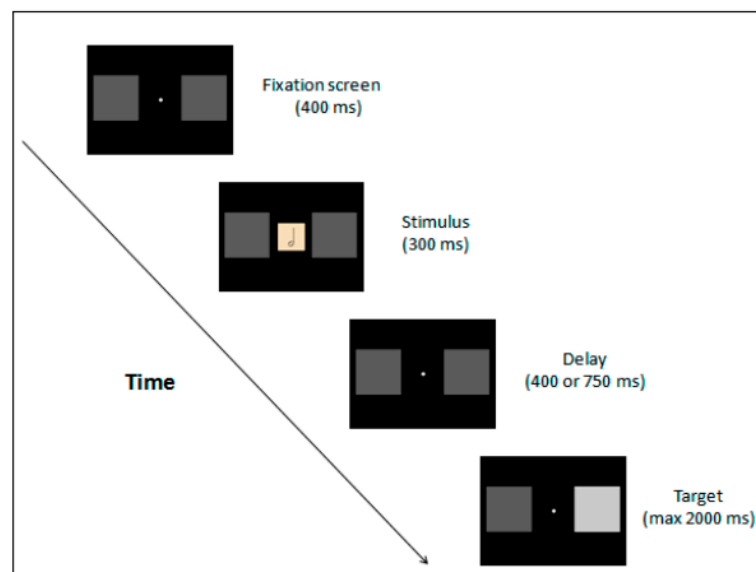 Fixation screen
(400 ms)
Stimulus
(300 ms)
Delay
(400 or 750 ms)
Time
Target
(max 2000 ms)